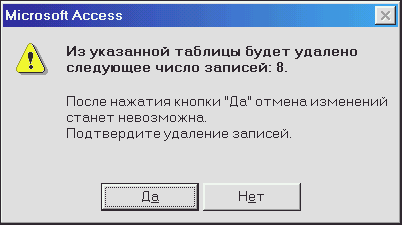 Microsoft Access
Из указанной таблицы будет удалено
следующее число записей: 8.
После нажатия кнопки "Да" отмена изменений
станет невозможна.
Подтвердите удаление записей.
Да
Нет